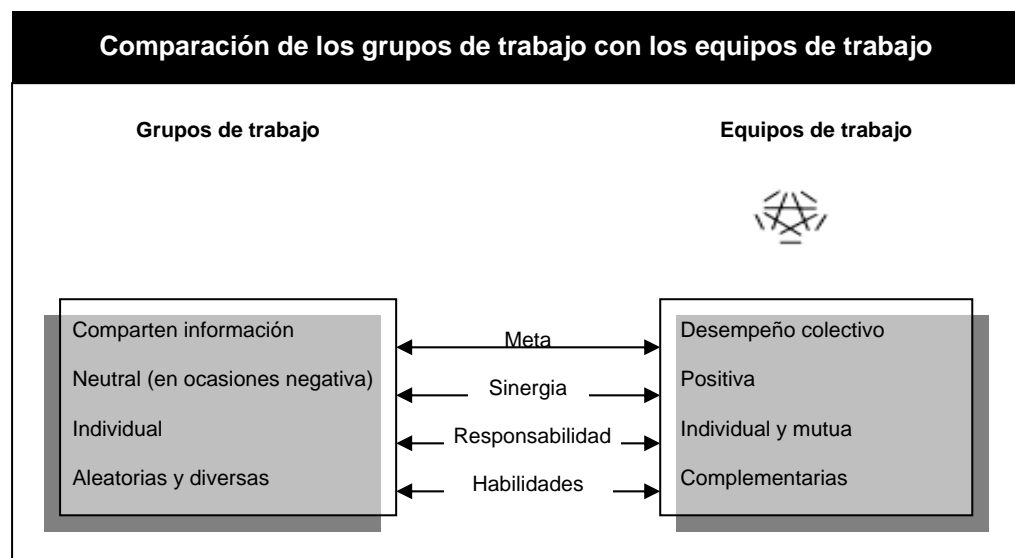 Comparación de los grupos de trabajo con los equipos de trabajo
Grupos de trabajo
Equipos de trabajo
Comparten información
Meta
Desempeño colectivo
Neutral (en ocasiones negativa)
Sinergia
Positiva
Individual
Responsabilidad
Individual y mutua
Aleatorias y diversas
Habilidades
Complementarias